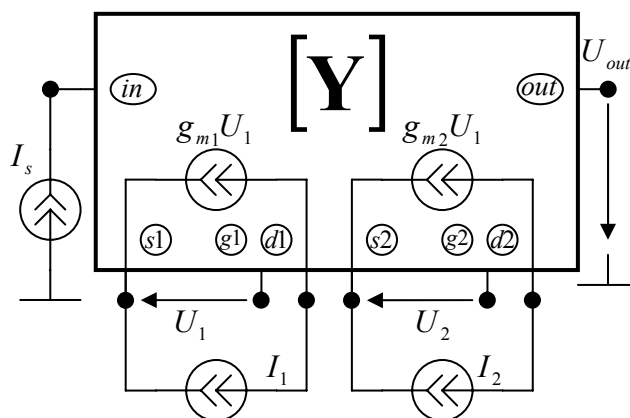 in
[Y]
out
U_out
g_m1 U_1
g_m2 U_1
I_s
s1
g1
d1
s2
g2
d2
U_1
U_2
I_1
I_2